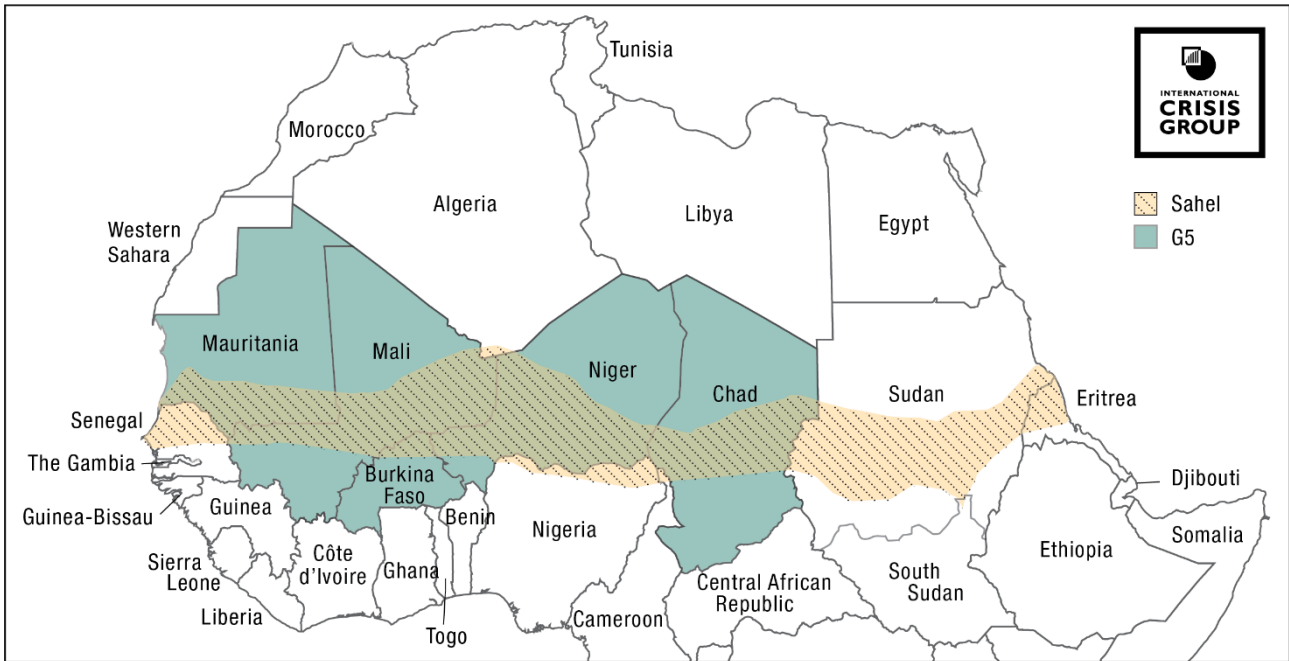 Tunisia
INTERNATIONAL
CRISIS
GROUP
Morocco
Algeria
Libya
Egypt
Sahel
G5
Western
Sahara
Mauritania
Mali
Niger
Chad
Sudan
Eritrea
Senegal
The Gambia
Guinea-Bissau
Guinea
Burkina
Faso
Benin
Nigeria
Djibouti
Somalia
Ethiopia
Sierra
Leone
Côte
d'Ivoire
Ghana
Liberia
Togo
Cameroon
Central African
Republic
South
Sudan